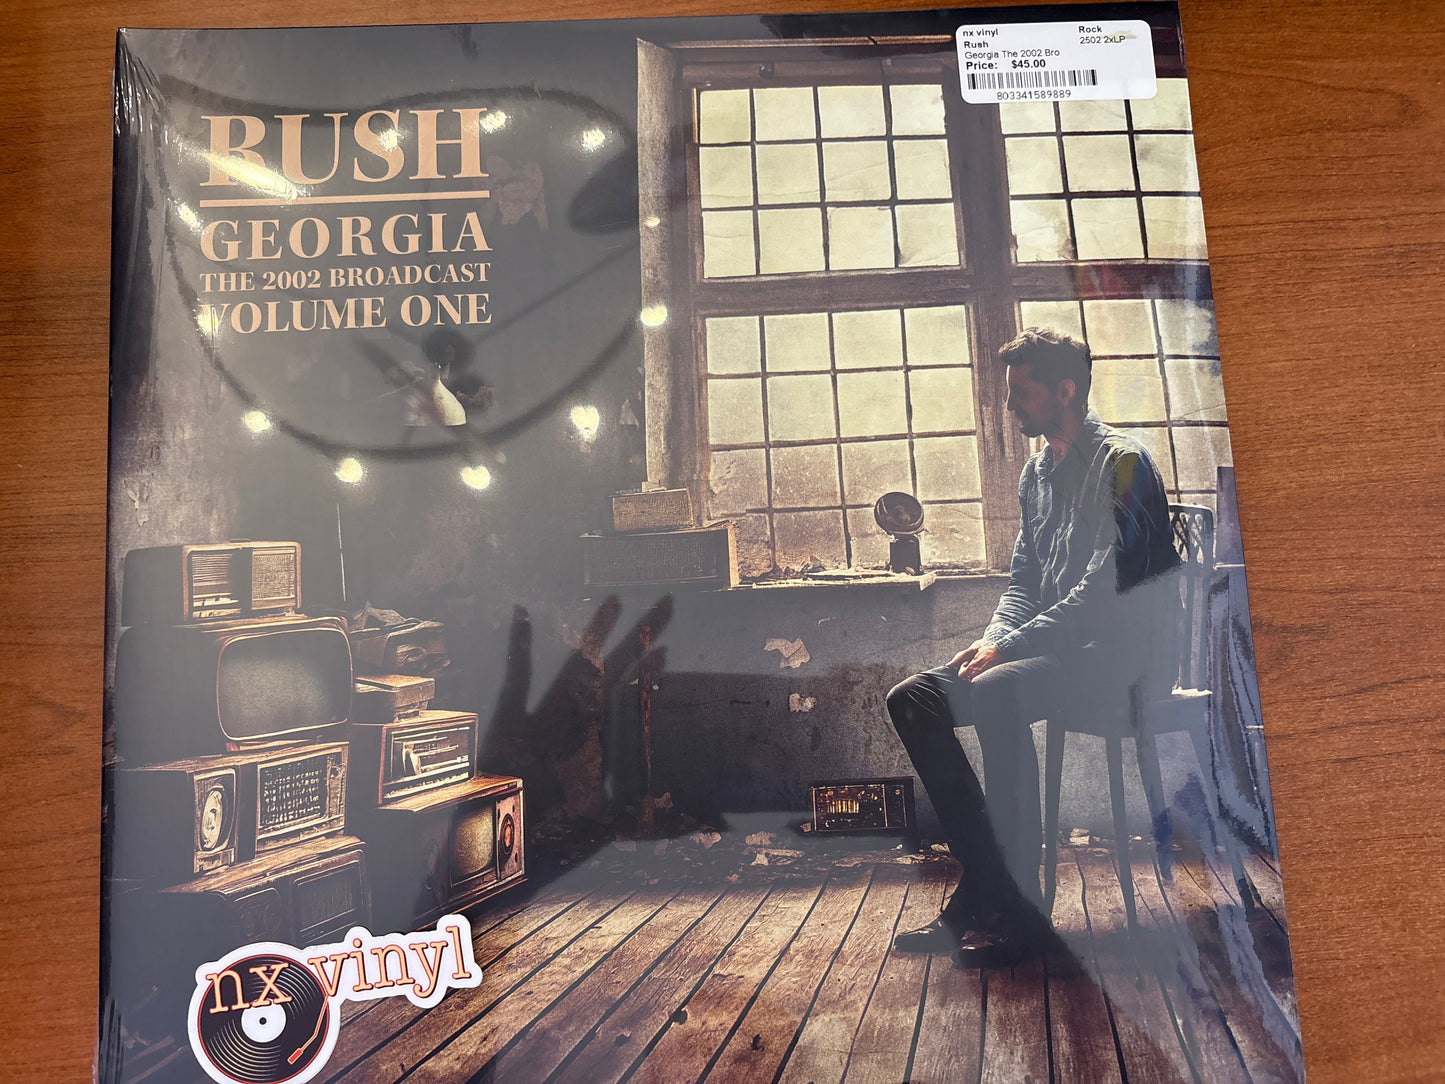 nx vinyl Rock
Rush 2502 2xLP
Georgia The 2002 Bro
Price: $45.00
803341589889
RUSH
GEORGIA
THE 2002 BROADCAST
VOLUME ONE
nx vinyl